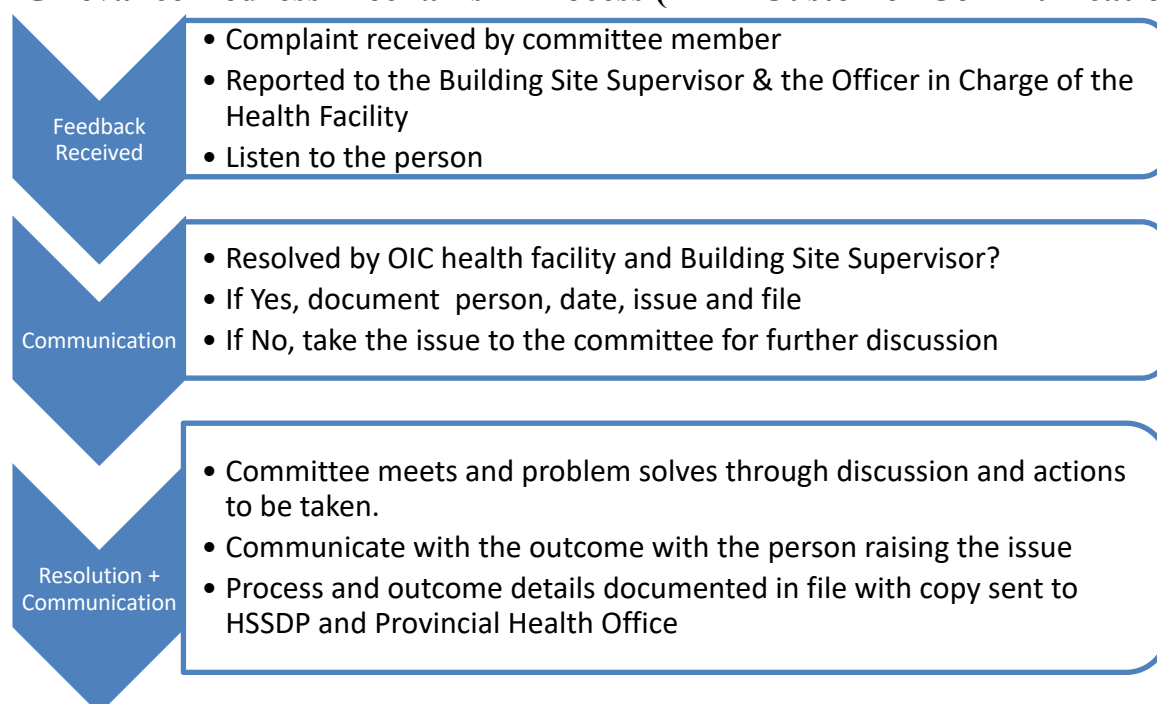 Feedback
Received
• Complaint received by committee member
• Reported to the Building Site Supervisor & the Officer in Charge of the
Health Facility
• Listen to the person
Communication
• Resolved by OIC health facility and Building Site Supervisor?
• If Yes, document  person, date, issue and file
• If No, take the issue to the committee for further discussion
Resolution +
Communication
• Committee meets and problem solves through discussion and actions
to be taken.
• Communicate with the outcome with the person raising the issue
• Process and outcome details documented in file with copy sent to
HSSDP and Provincial Health Office